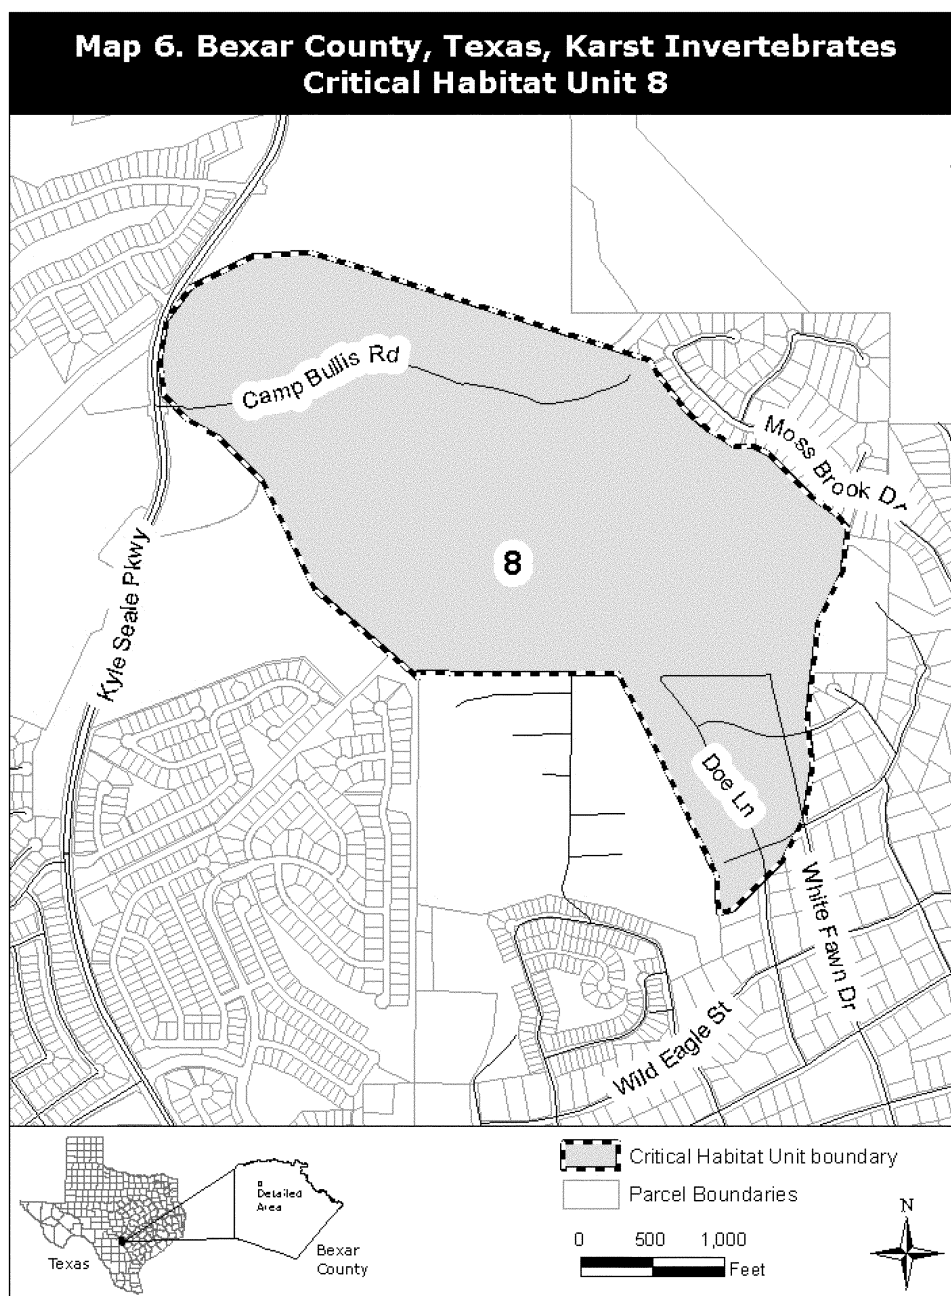 Map 6. Bexar County, Texas, Karst Invertebrates
Critical Habitat Unit 8
Camp Bullis Rd
Moss Brook Dr
8
Kyle Seale Pkwy
Doe Ln
White Fawn Dr
Wild Eagle St
Texas
Detailed
Area
Bexar
County
Critical Habitat Unit boundary
Parcel Boundaries
0 500 1,000
Feet
N